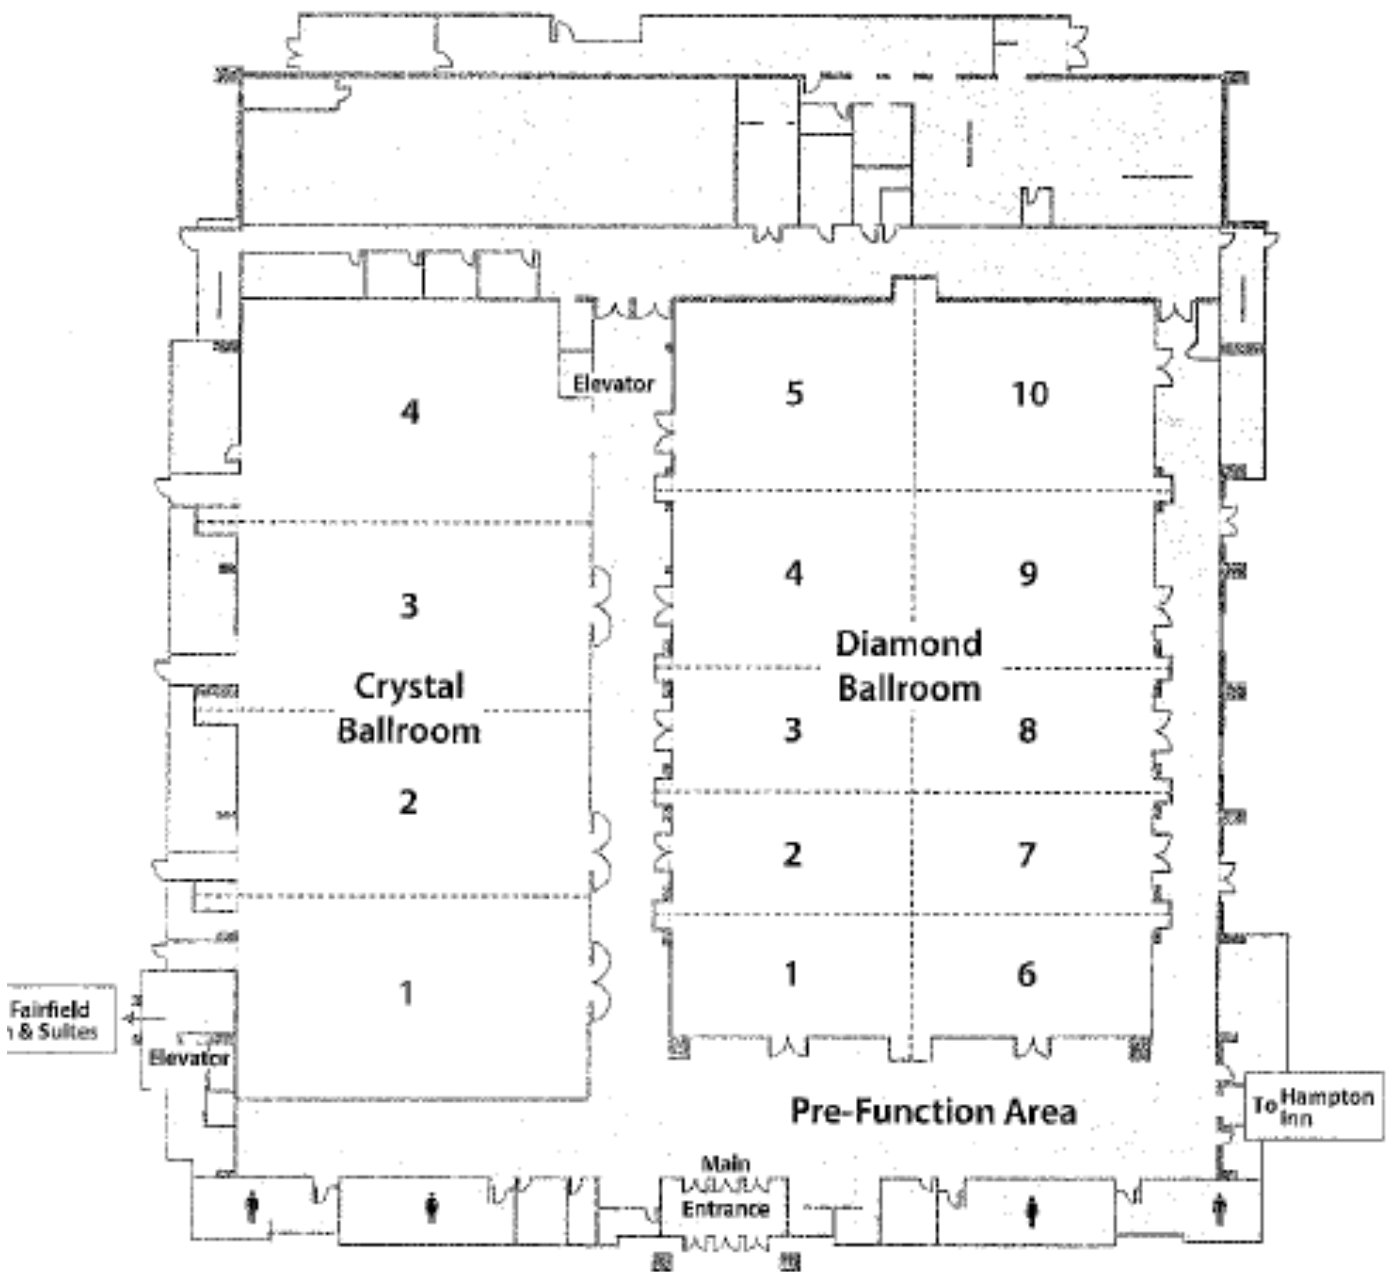 Elevator
4
5
10
3
4
9
Crystal
Ballroom
Diamond
Ballroom
3
8
2
2
7
1
1
6
Fairfield
n & Suites
Elevator
Pre-Function Area
To Hampton
Inn
Main
Entrance